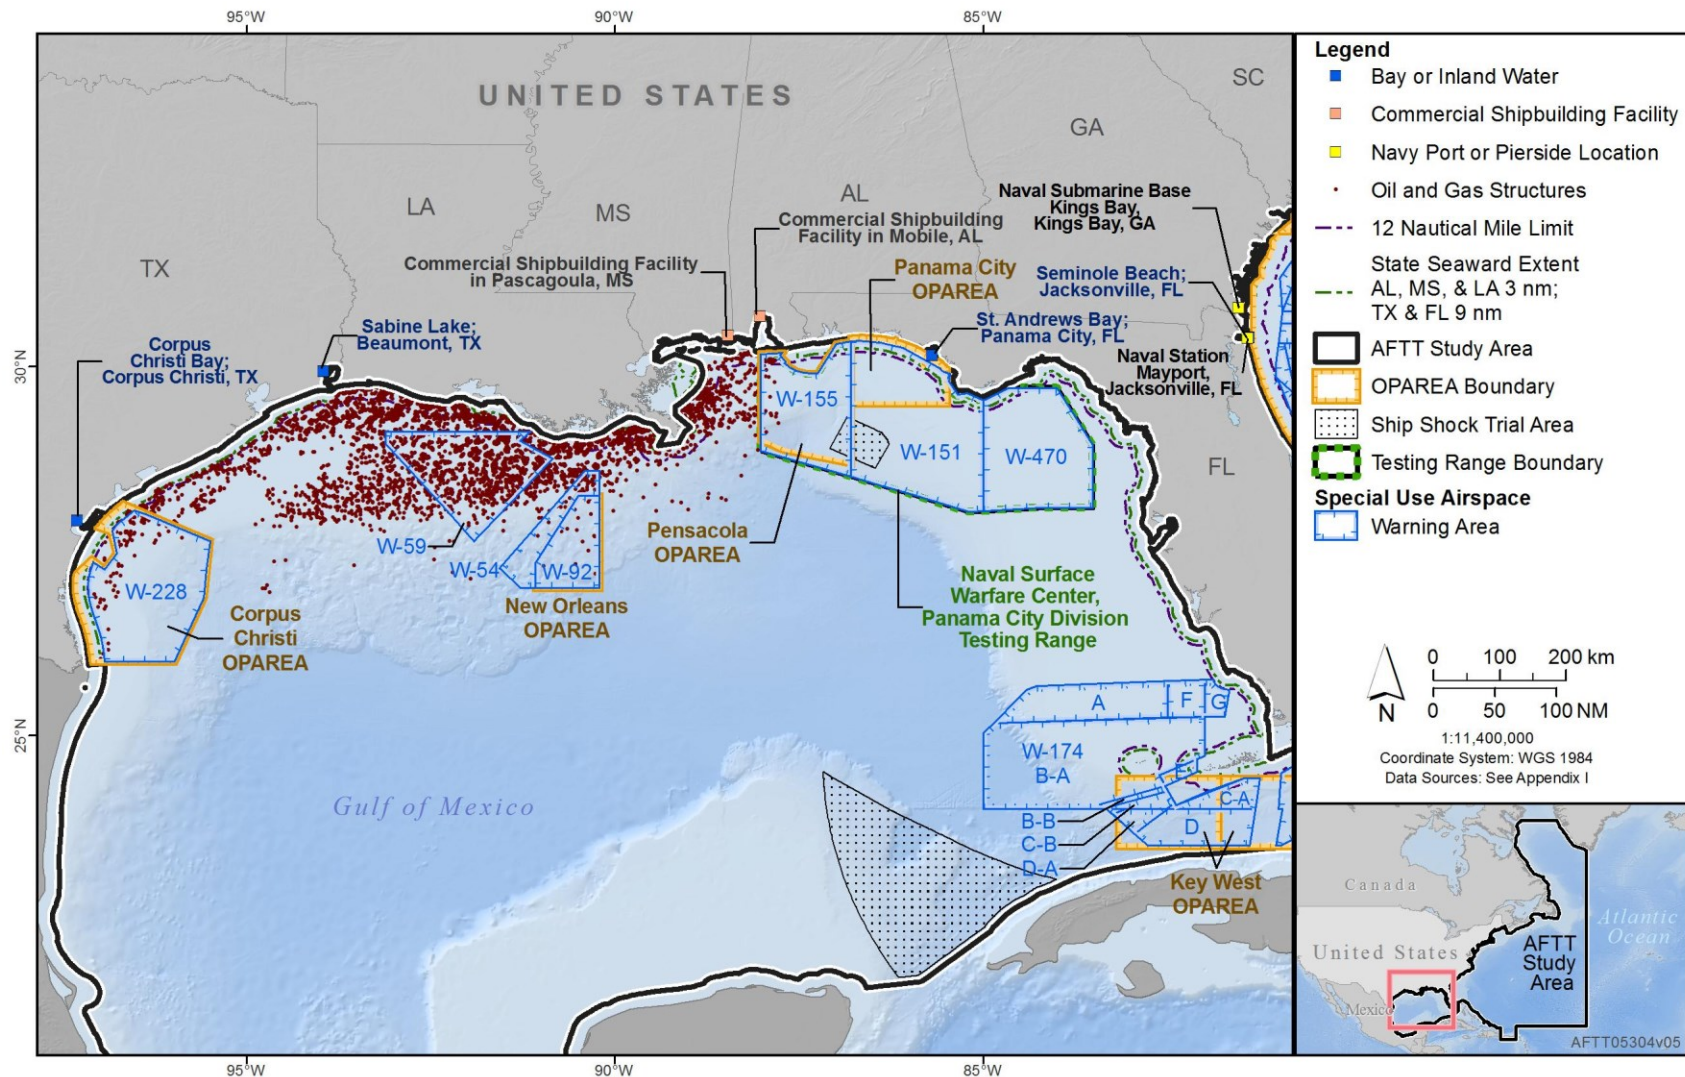 95°W
90°W
85°W
30°N
25°N
30°N
25°N
95°W
90°W
85°W
UNITED STATES
SC
GA
AL
MS
LA
TX
FL
Naval Submarine Base
Kings Bay,
Kings Bay, GA
Commercial Shipbuilding
Facility in Mobile, AL
Commercial Shipbuilding Facility
in Pascagoula, MS
Panama City
OPAREA
Seminole Beach;
Jacksonville, FL
St. Andrews Bay;
Panama City, FL
Naval Station
Mayport,
Jacksonville, FL
Sabine Lake;
Beaumont, TX
Corpus
Christi Bay;
Corpus Christi, TX
W-155
W-151
W-470
W-59
W-54
W-92
W-228
Pensacola
OPAREA
New Orleans
OPAREA
Corpus
Christi
OPAREA
Naval Surface
Warfare Center,
Panama City Division
Testing Range
A
F
G
W-174
B-A
E
C-A
B-B
C-B
D
D-A
Key West
OPAREA
Gulf of Mexico
Legend
Bay or Inland Water
Commercial Shipbuilding Facility
Navy Port or Pierside Location
Oil and Gas Structures
12 Nautical Mile Limit
State Seaward Extent
AL, MS, & LA 3 nm;
TX & FL 9 nm
AFTT Study Area
OPAREA Boundary
Ship Shock Trial Area
Testing Range Boundary
Special Use Airspace
Warning Area
N
0 100 200 km
0 50 100 NM
1:11,400,000
Coordinate System: WGS 1984
Data Sources: See Appendix I
Canada
United States
Mexico
Atlantic
Ocean
AFTT
Study
Area
AFTT05304v05